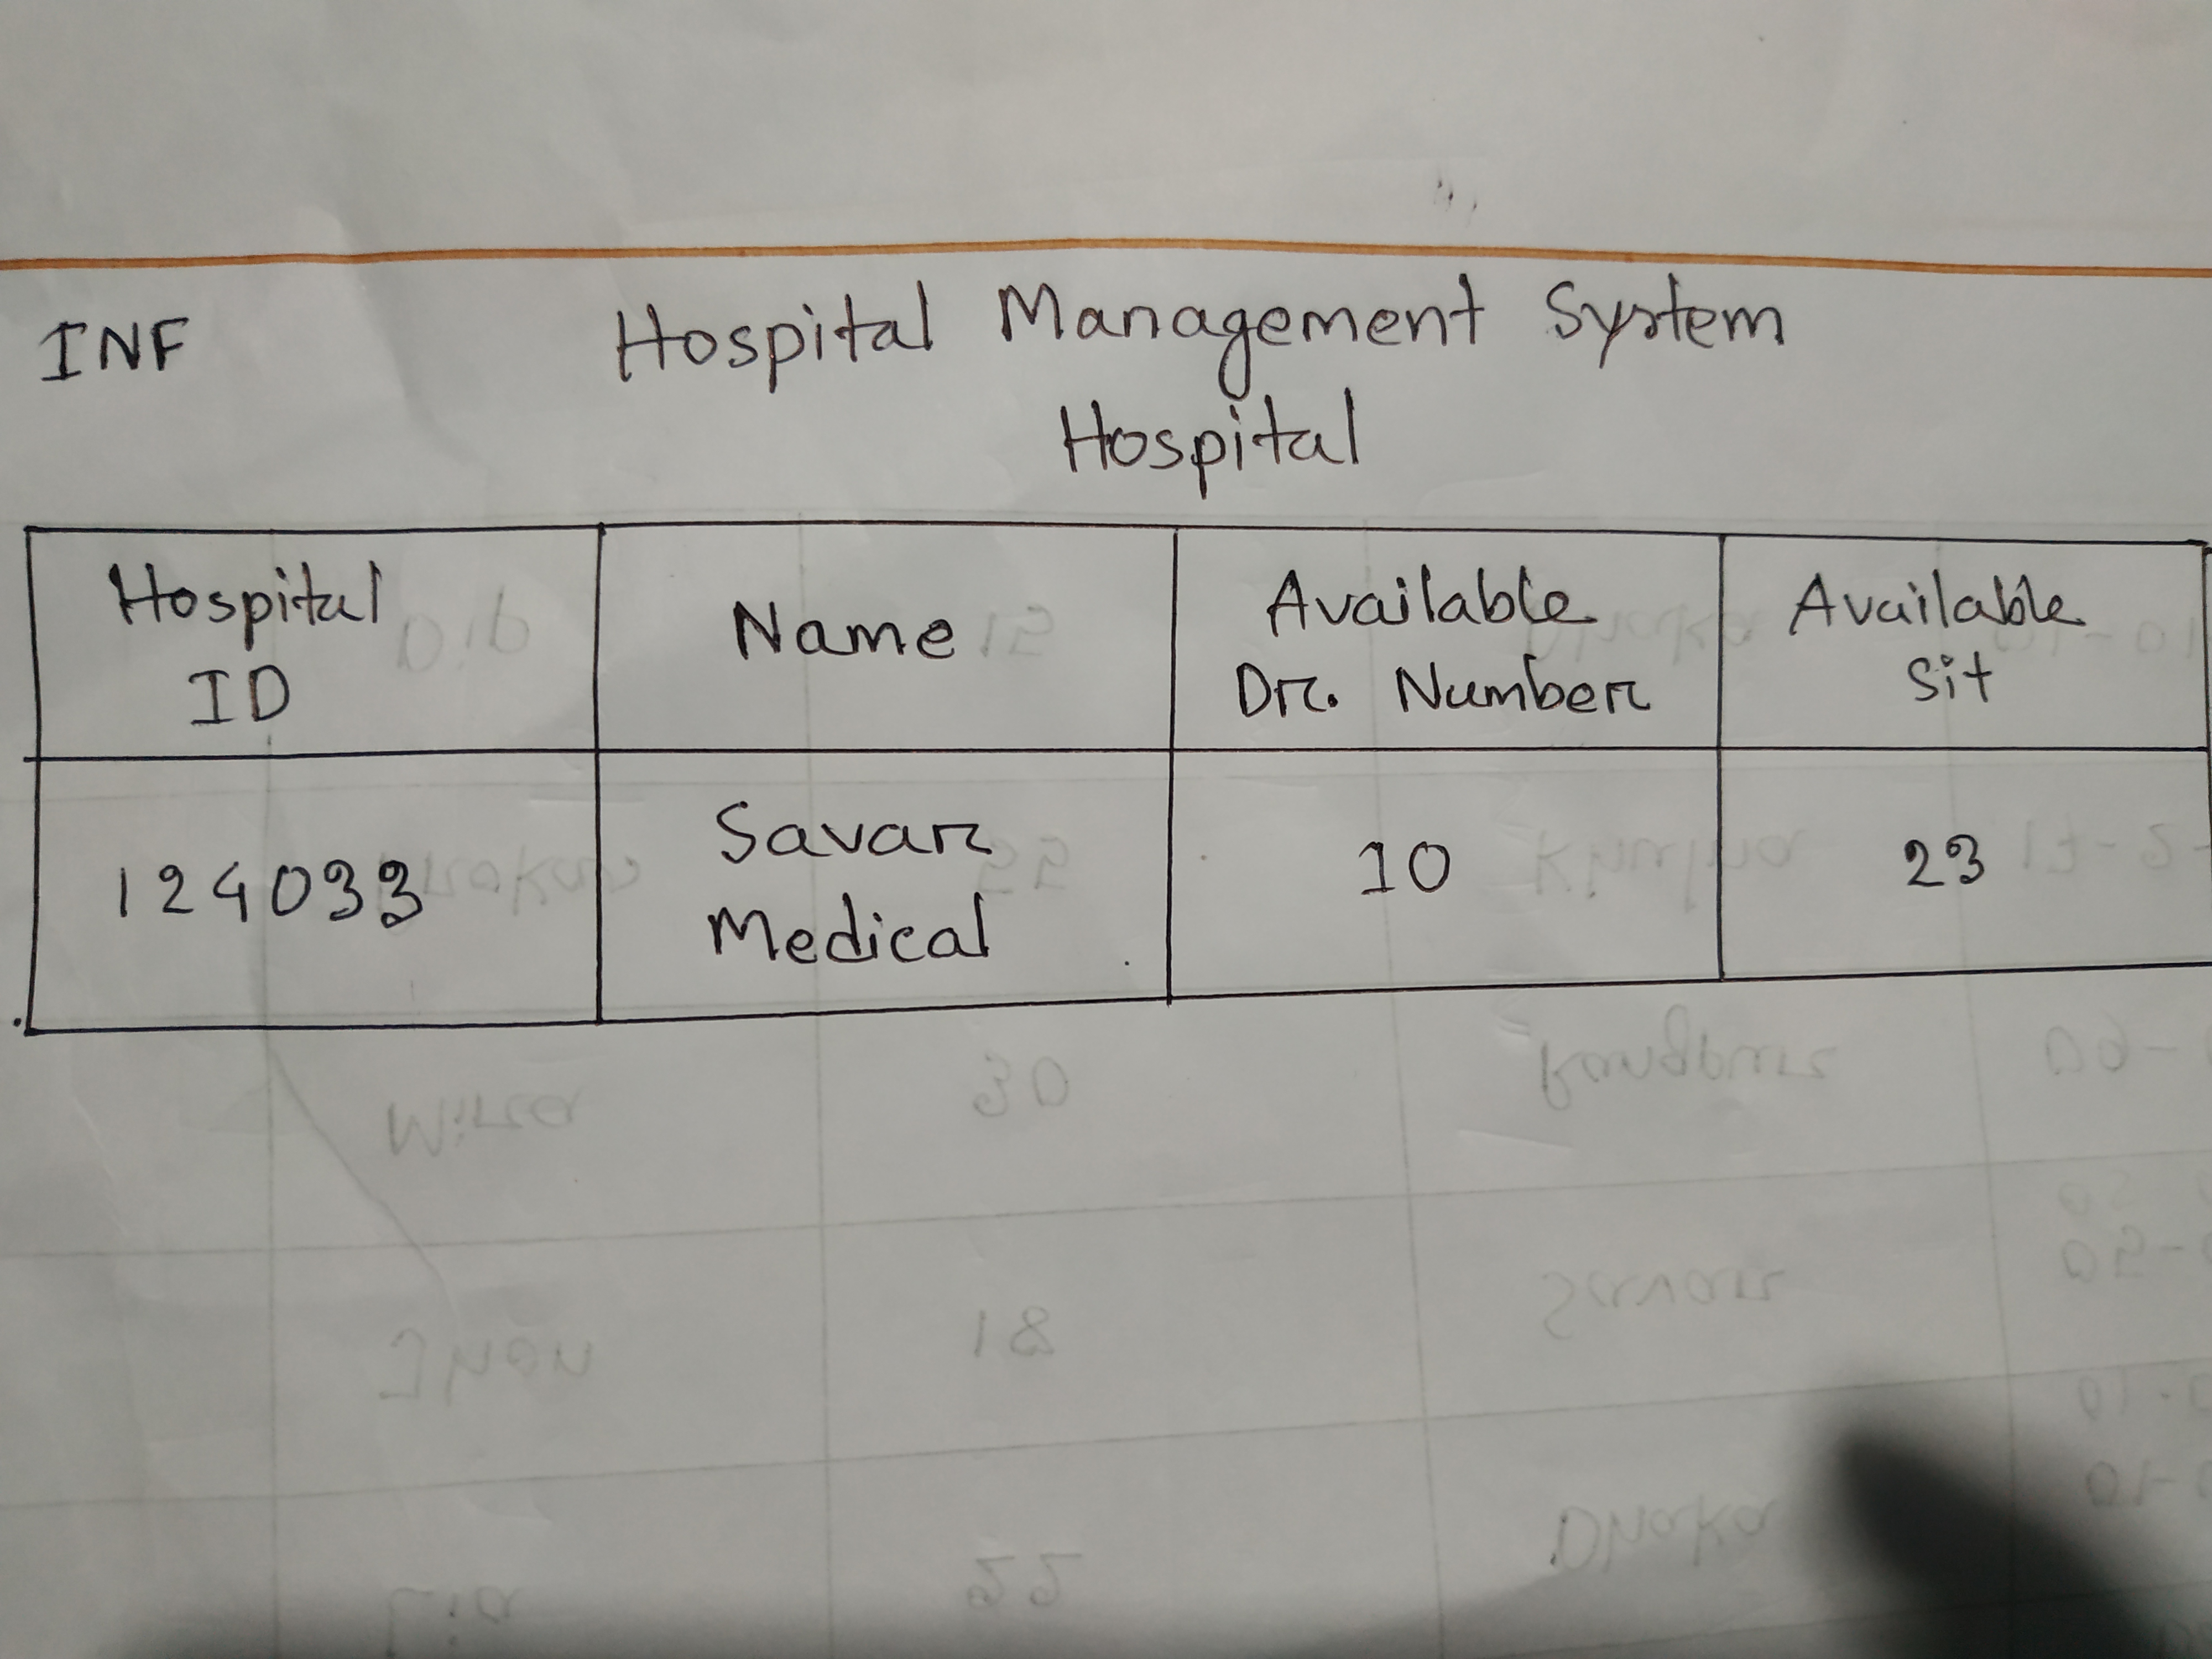 INF Hospital Management System
Hospital
Hospital ID Name Available Dr. Number Available Sit
124033 Savar Medical 10 23